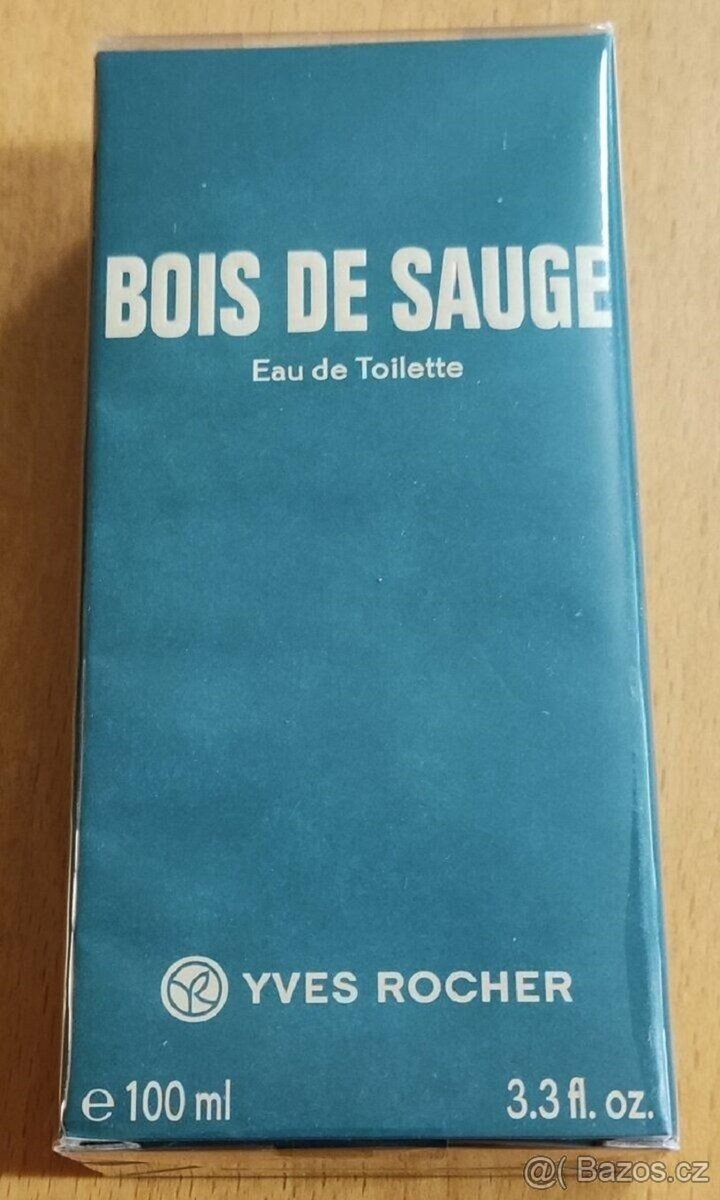 BOIS DE SAUGE
Eau de Toilette
YVES ROCHER
e 100 ml
3.3 fl. oz.
@( Bazos.cz